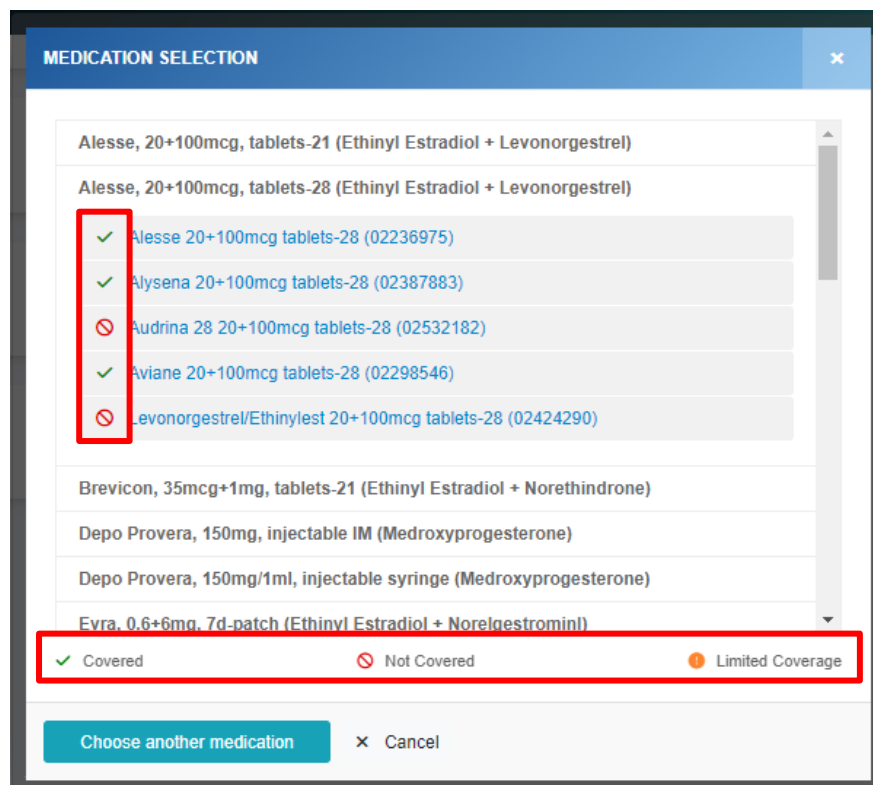 MEDICATION SELECTION
Alesse, 20+100mcg, tablets-21 (Ethinyl Estradiol + Levonorgestrel)
Alesse, 20+100mcg, tablets-28 (Ethinyl Estradiol + Levonorgestrel)
Alesse 20+100mcg tablets-28 (02236975)
Alysena 20+100mcg tablets-28 (02387883)
Audrina 28 20+100mcg tablets-28 (02532182)
Aviane 20+100mcg tablets-28 (02298546)
Levonorgestrel/Ethinylest 20+100mcg tablets-28 (02424290)
Brevicon, 35mcg+1mg, tablets-21 (Ethinyl Estradiol + Norethindrone)
Depo Provera, 150mg, injectable IM (Medroxyprogesterone)
Depo Provera, 150mg/1ml, injectable syringe (Medroxyprogesterone)
Evra, 0.6+6mg, 7d-patch (Ethinyl Estradiol + Norelgestrominl)
Covered Not Covered Limited Coverage
Choose another medication × Cancel